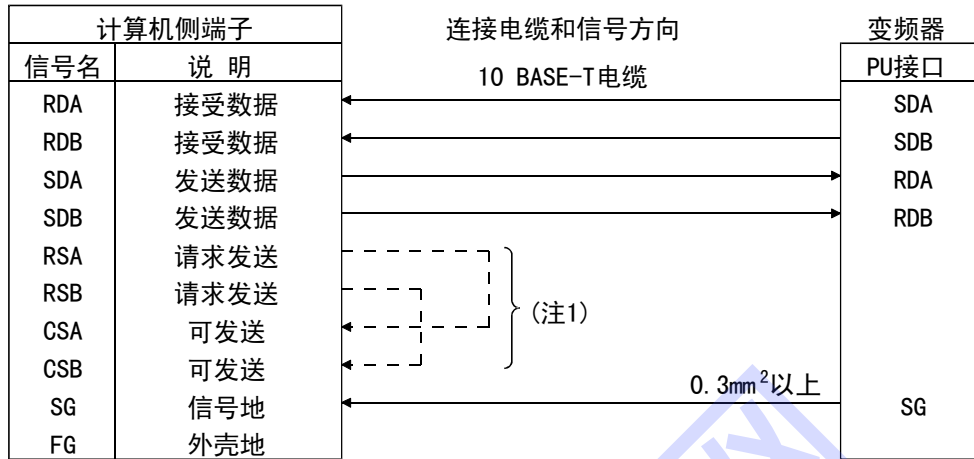 计算机侧端子 连接电缆和信号方向 变频器
信号名 说 明 10 BASE-T电缆 PU接口
RDA 接受数据 SDA
RDB 接受数据 SDB
SDA 发送数据 RDA
SDB 发送数据 RDB
RSA 请求发送
RSB 请求发送
(注1)
CSA 可发送
CSB 可发送
0.3mm²以上
SG 信号地 SG
FG 外壳地